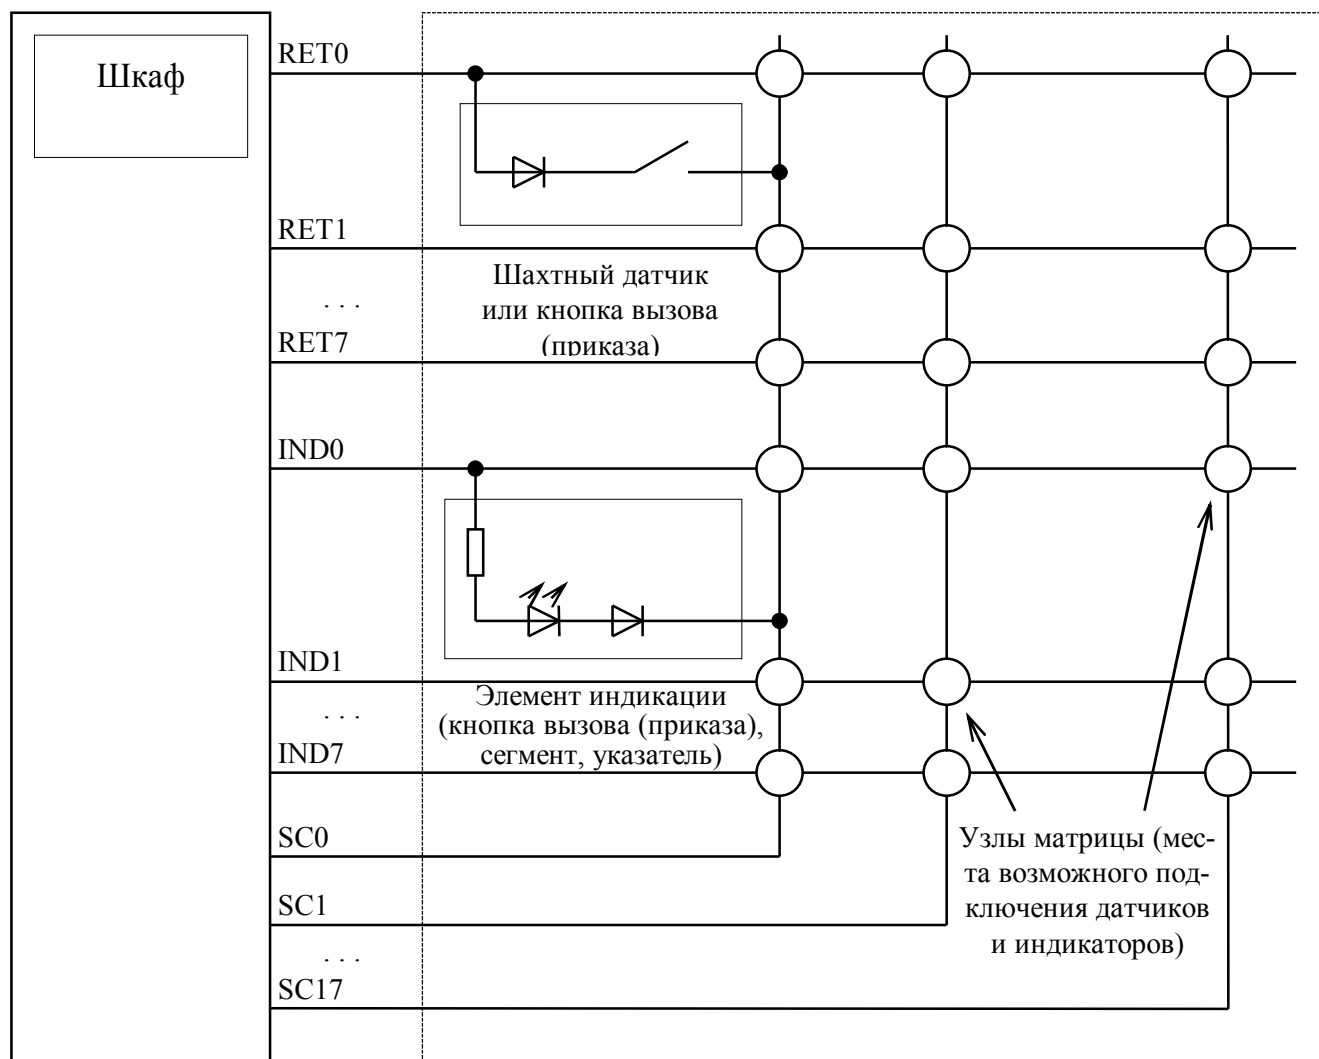 Шкаф
RET0
RET1
Шахтный датчик
или кнопка вызова
(приказа)
. . .
RET7
IND0
IND1
Элемент индикации
(кнопка вызова (приказа),
сегмент, указатель)
. . .
IND7
SC0
Узлы матрицы (мес-
та возможного под-
ключения датчиков
и индикаторов)
SC1
. . .
SC17